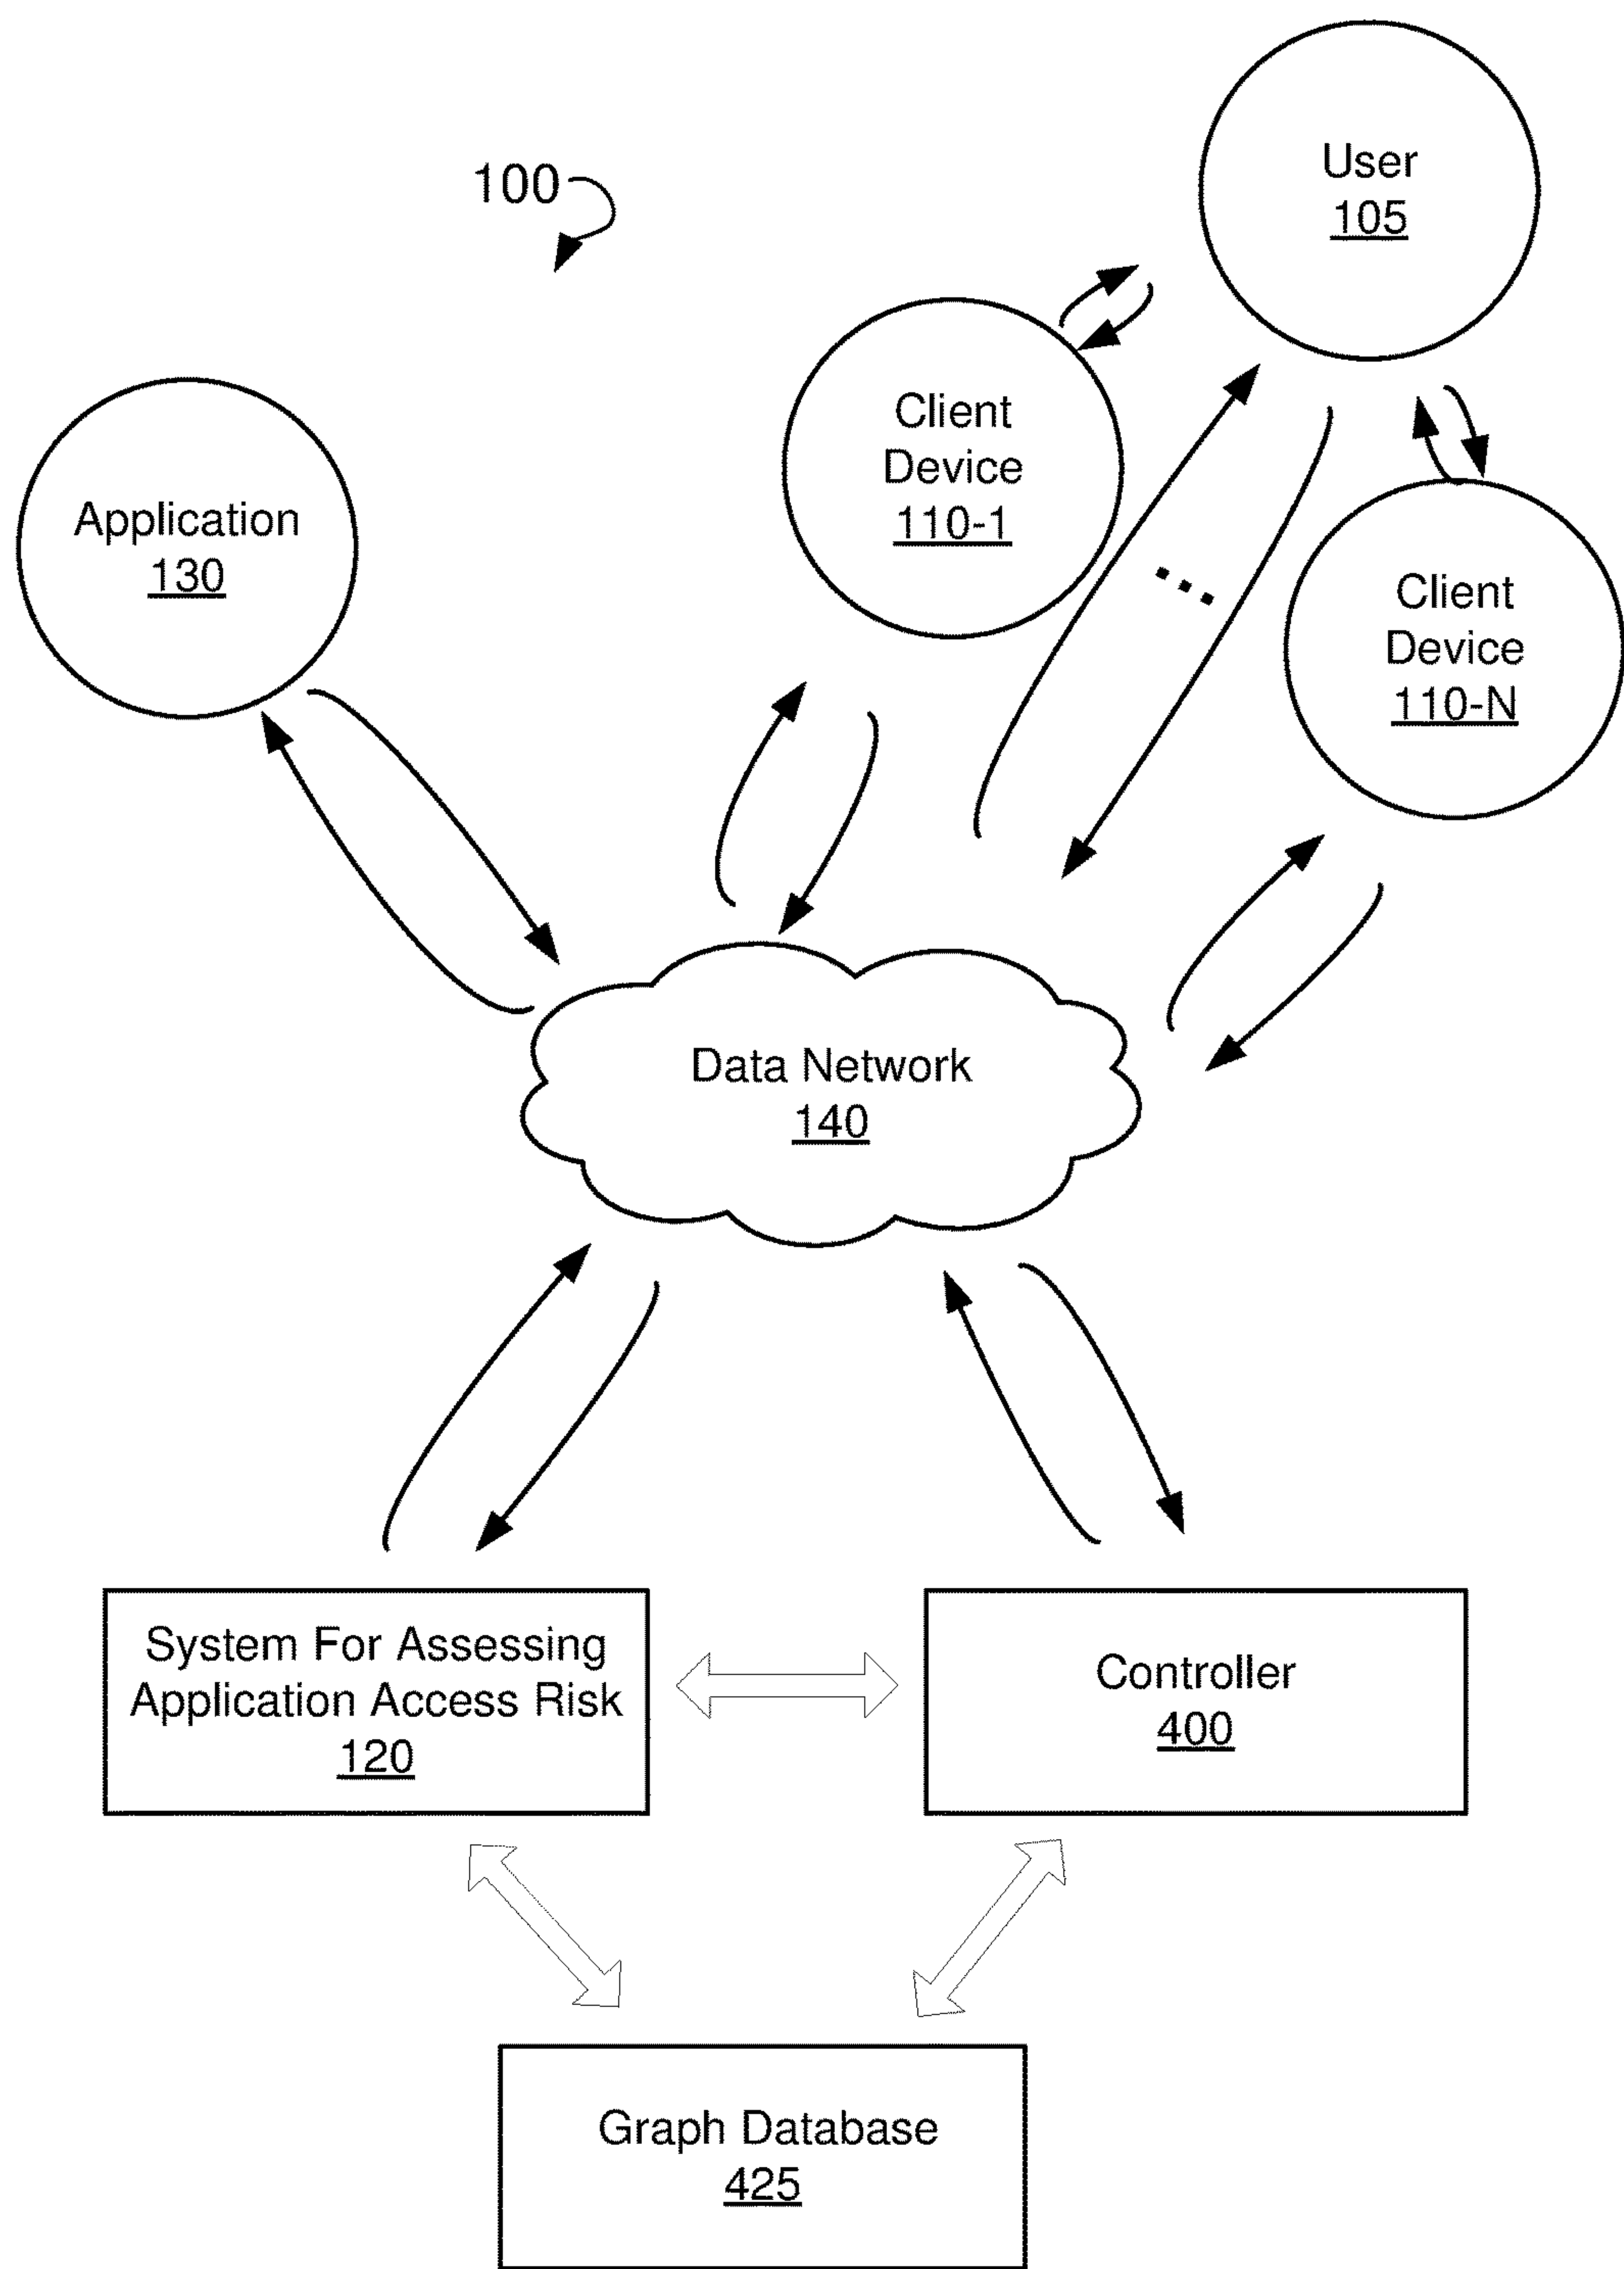 100
User
105
Client
Device
110-1
Application
130
Client
Device
110-N
Data Network
140
System For Assessing
Application Access Risk
120
Controller
400
Graph Database
425